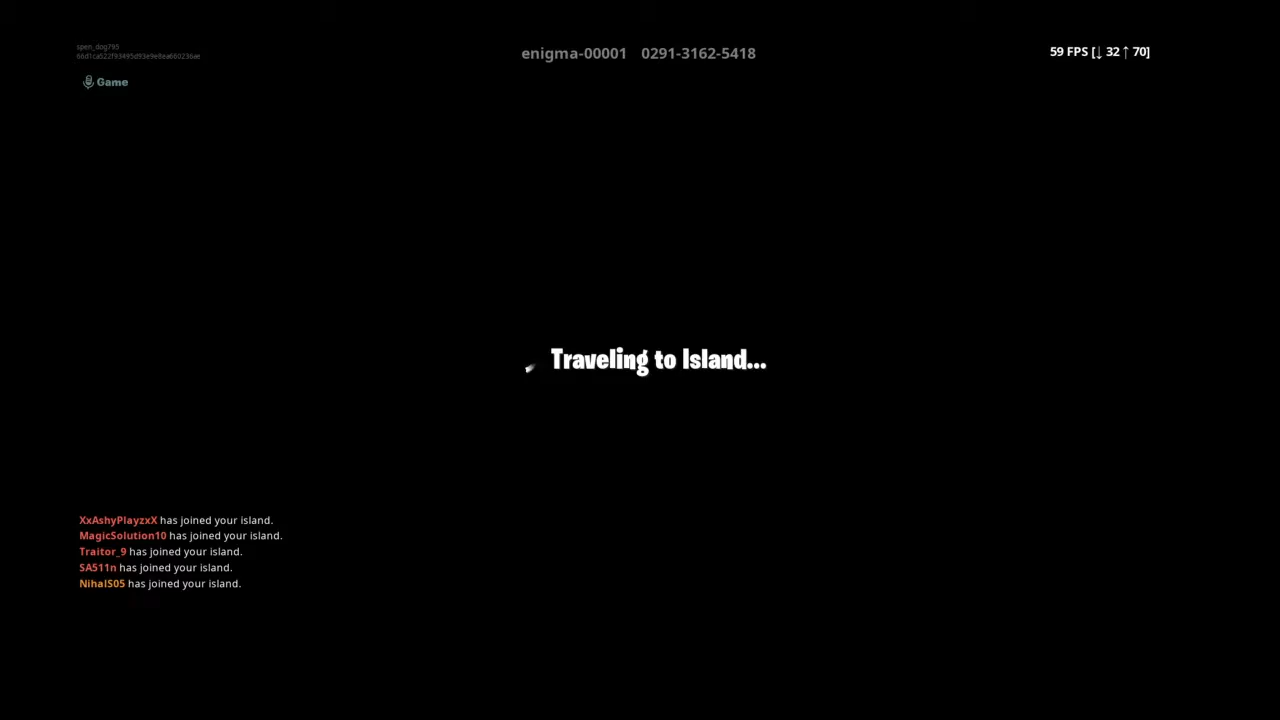 spen_dog795
enigma-00001 0291-3162-5418
59 FPS [↓ 32 ↑ 70]
Game
Traveling to Island...
XxAshyPlayzxX has joined your island.
MagicSolution10 has joined your island.
Traitor_9 has joined your island.
SA511n has joined your island.
NihalS05 has joined your island.